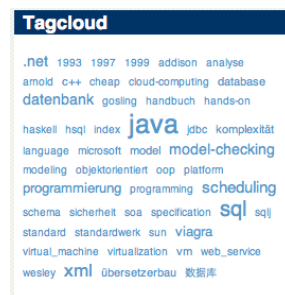 Tagcloud
.net 1993 1997 1999 addison analyse
arnold c++ cheap cloud-computing database
datenbank gosling handbuch hands-on
haskell hsql index java jdbc komplexität
language microsoft model model-checking
modeling objektorientiert oop platform
programmierung programming scheduling
schema sicherheit soa specification sql sqlj
standard standardwerk sun viagra
virtual_machine virtualization vm web_service
wesley xml übersetzerbau 数据库